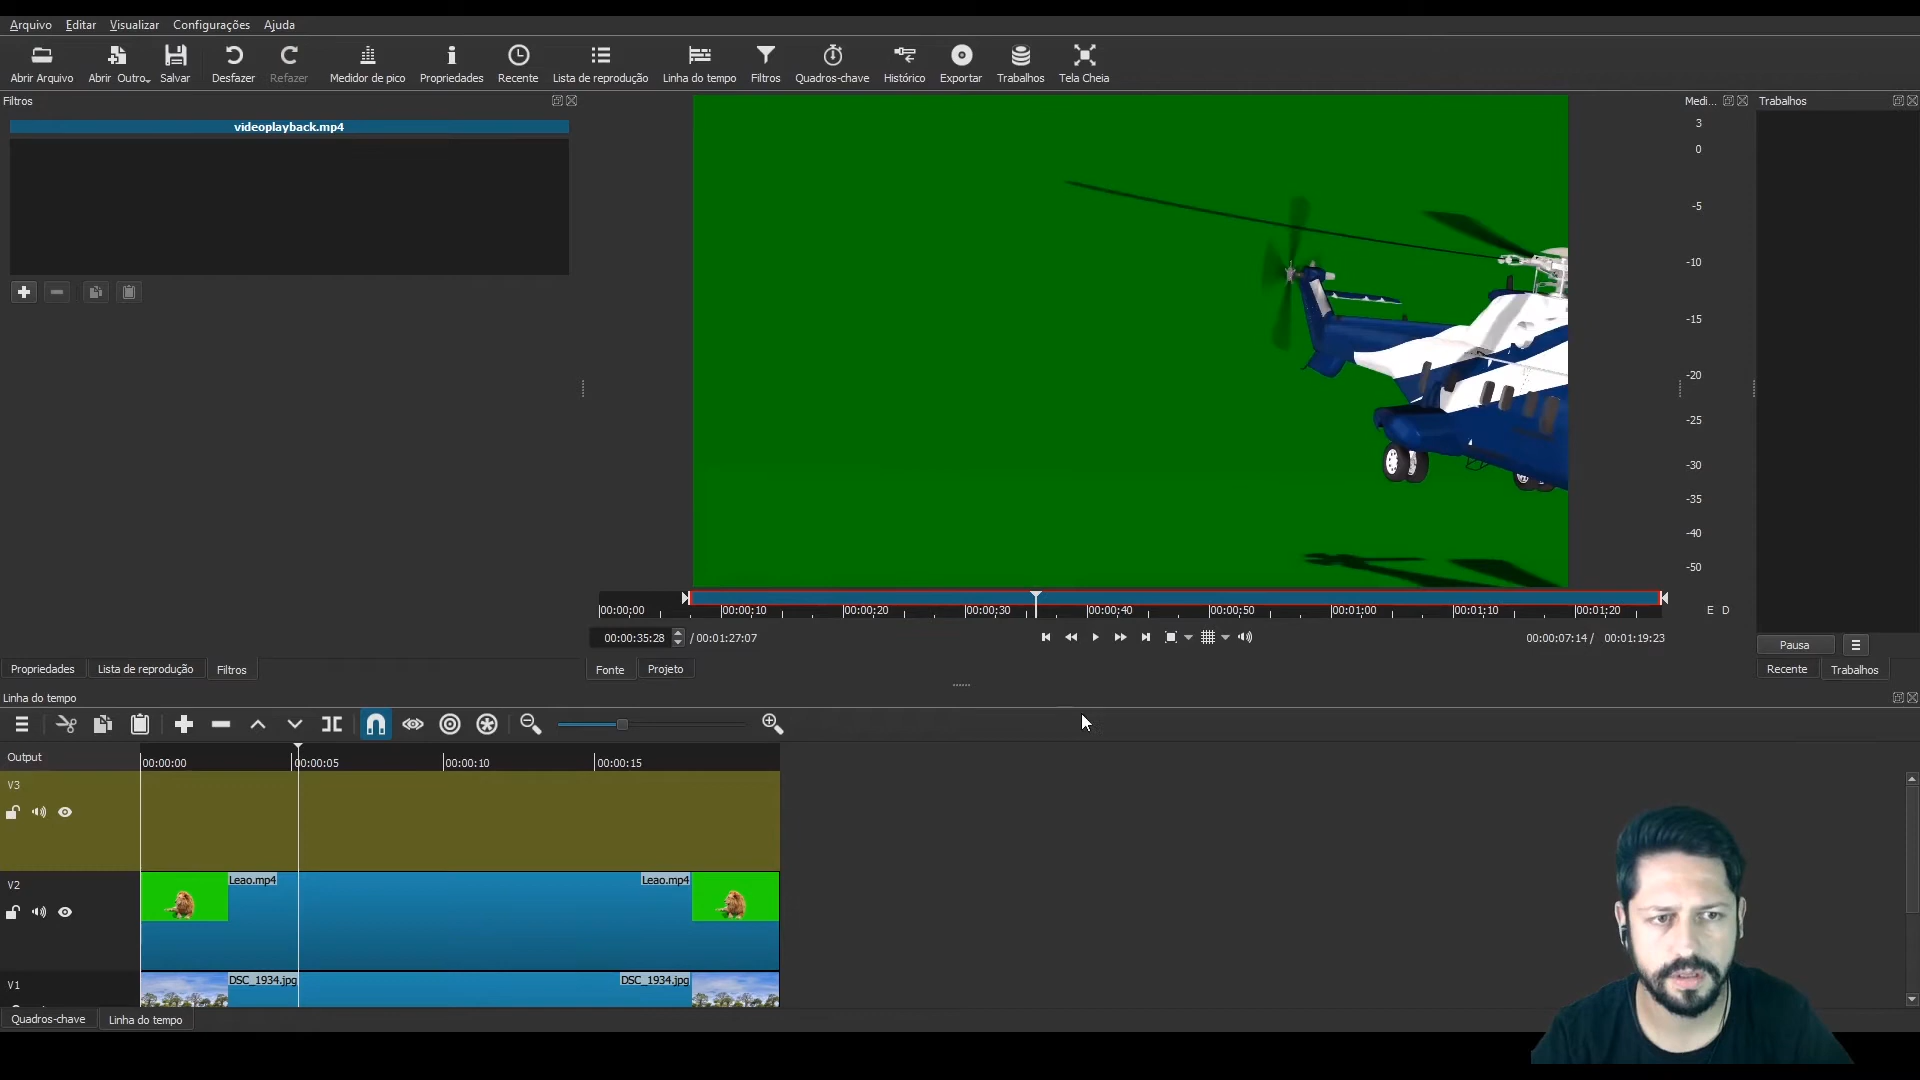 Arquivo Editar Visualizar Configurações Ajuda
Abrir Arquivo Abrir Outro Salvar Desfazer Refazer Medidor de pico Propriedades Recente Lista de reprodução Linha do tempo Filtros Quadros-chave Histórico Exportar Trabalhos Tela Cheia
Filtros
Medi...
Trabalhos
videoplayback.mp4
3
0
-5
-10
-15
-20
-25
-30
-35
-40
-50
E D
00:00:00 00:00:10 00:00:20 00:00:30 00:00:40 00:00:50 00:01:00 00:01:10 00:01:20
00:00:35:28 / 00:01:27:07
00:00:07:14 / 00:01:19:23
Pausa
Propriedades Lista de reprodução Filtros
Fonte Projeto
Recente Trabalhos
Linha do tempo
Output
00:00:00 00:00:05 00:00:10 00:00:15
V3
V2
Leao.mp4 Leao.mp4
V1
DSC_1934.jpg DSC_1934.jpg
Quadros-chave Linha do tempo